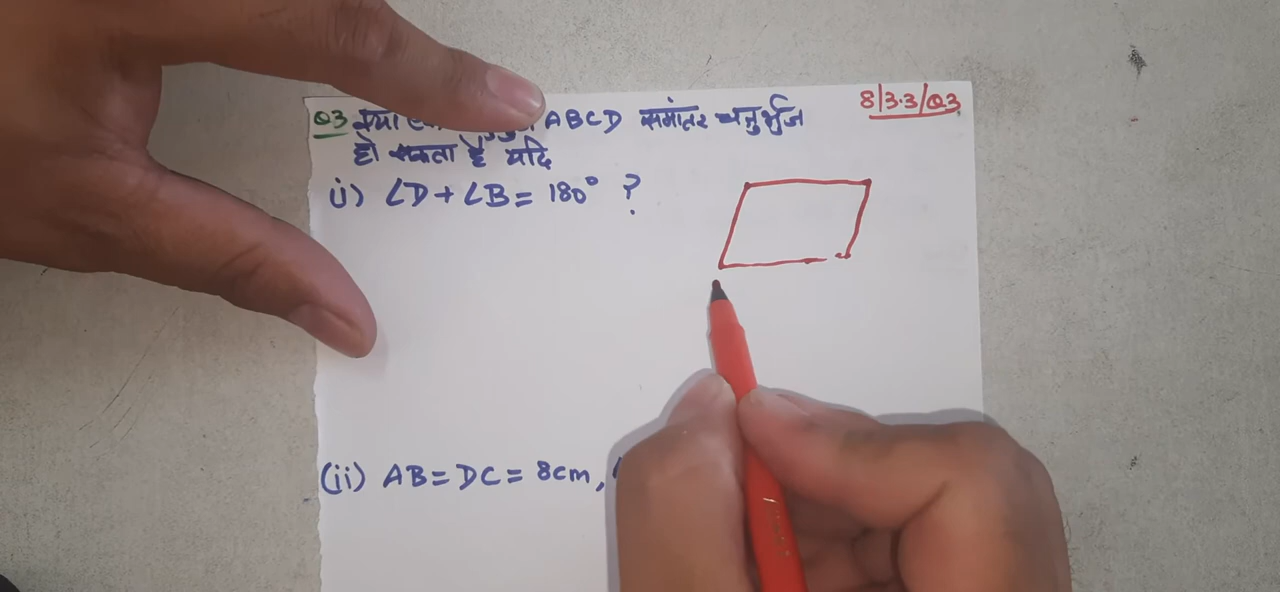 8/3.3/Q3
Q3 ABCD समांतर चतुर्भुज
हो सकता है यदि
i) ∠D + ∠B = 180° ?
(ii) AB = DC = 8cm,